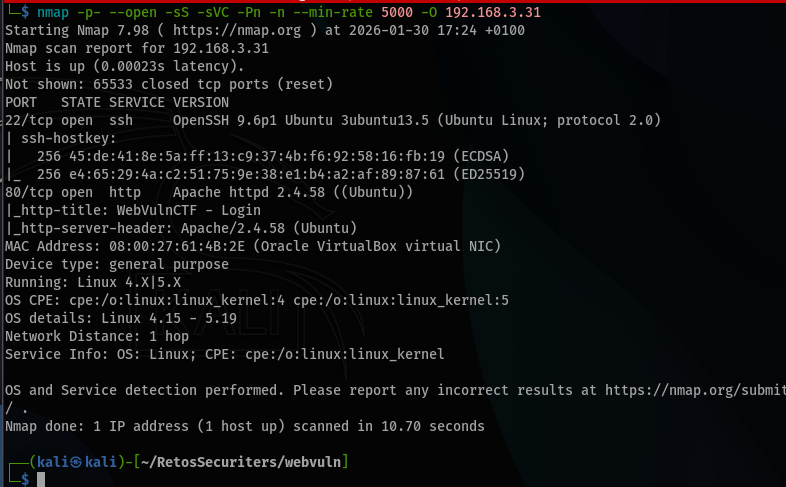 └─$ nmap -p- --open -sS -sVC -Pn -n --min-rate 5000 -O 192.168.3.31
Starting Nmap 7.98 ( https://nmap.org ) at 2026-01-30 17:24 +0100
Nmap scan report for 192.168.3.31
Host is up (0.00023s latency).
Not shown: 65533 closed tcp ports (reset)
PORT   STATE SERVICE VERSION
22/tcp open  ssh     OpenSSH 9.6p1 Ubuntu 3ubuntu13.5 (Ubuntu Linux; protocol 2.0)
| ssh-hostkey:
|   256 45:de:41:8e:5a:ff:13:c9:37:4b:f6:92:58:16:fb:19 (ECDSA)
|_  256 e4:65:29:4a:c2:51:75:9e:38:e1:b4:a2:af:89:87:61 (ED25519)
80/tcp open  http    Apache httpd 2.4.58 ((Ubuntu))
|_http-title: WebVulnCTF - Login
|_http-server-header: Apache/2.4.58 (Ubuntu)
MAC Address: 08:00:27:61:4B:2E (Oracle VirtualBox virtual NIC)
Device type: general purpose
Running: Linux 4.X|5.X
OS CPE: cpe:/o:linux:linux_kernel:4 cpe:/o:linux:linux_kernel:5
OS details: Linux 4.15 - 5.19
Network Distance: 1 hop
Service Info: OS: Linux; CPE: cpe:/o:linux:linux_kernel
OS and Service detection performed. Please report any incorrect results at https://nmap.org/submit
/ .
Nmap done: 1 IP address (1 host up) scanned in 10.70 seconds
┌──(kali㉿kali)-[~/RetosSecuriters/webvuln]
└─$